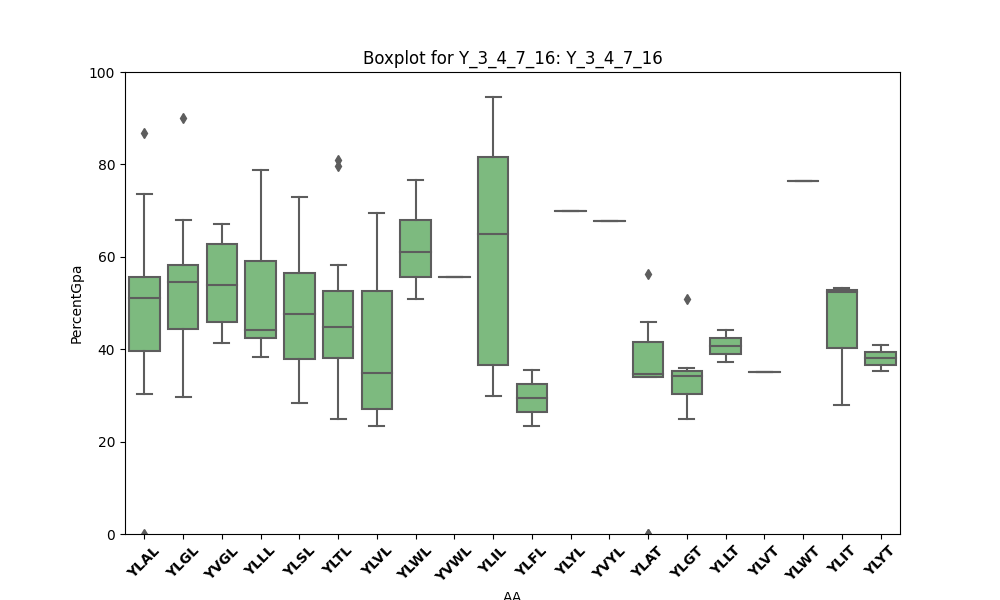 Boxplot for Y_3_4_7_16: Y_3_4_7_16
100
80
60
40
20
0
PercentGpa
YLAL YLGL YVGL YLLL YLSL YLTL YLVL YLWL YVWL YLIL YLFL YLYL YVYL YLAT YLGT YLLT YLVT YLWT YLIT YLYT
AA